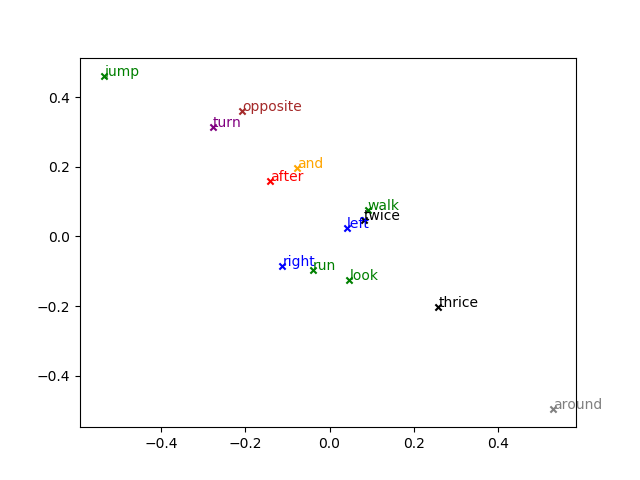 jump
opposite
turn
and
after
walk
twice
left
right
run
look
thrice
around
0.4
0.2
0.0
−0.2
−0.4
−0.4
−0.2
0.0
0.2
0.4